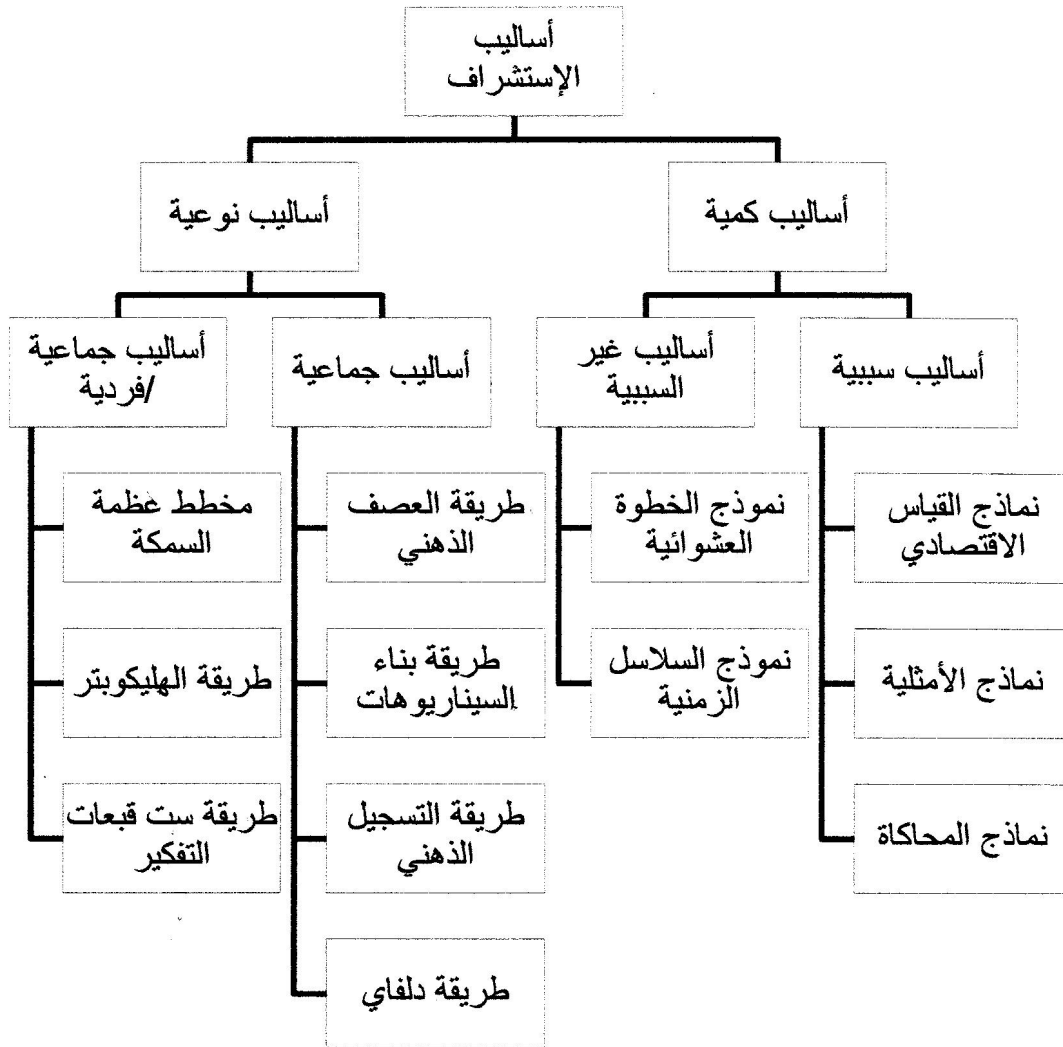 أساليب
الإستشراف
أساليب كمية
أساليب نوعية
أساليب سببية
أساليب غير
السببية
أساليب جماعية
أساليب جماعية
/فردية
نماذج القياس
الاقتصادي
نماذج الأمثلية
نماذج المحاكاة
نموذج الخطوة
العشوائية
نموذج السلاسل
الزمنية
طريقة العصف
الذهني
طريقة بناء
السيناريوهات
طريقة التسجيل
الذهني
طريقة دلفاي
مخطط عظمة
السمكة
طريقة الهليكوبتر
طريقة ست قبعات
التفكير